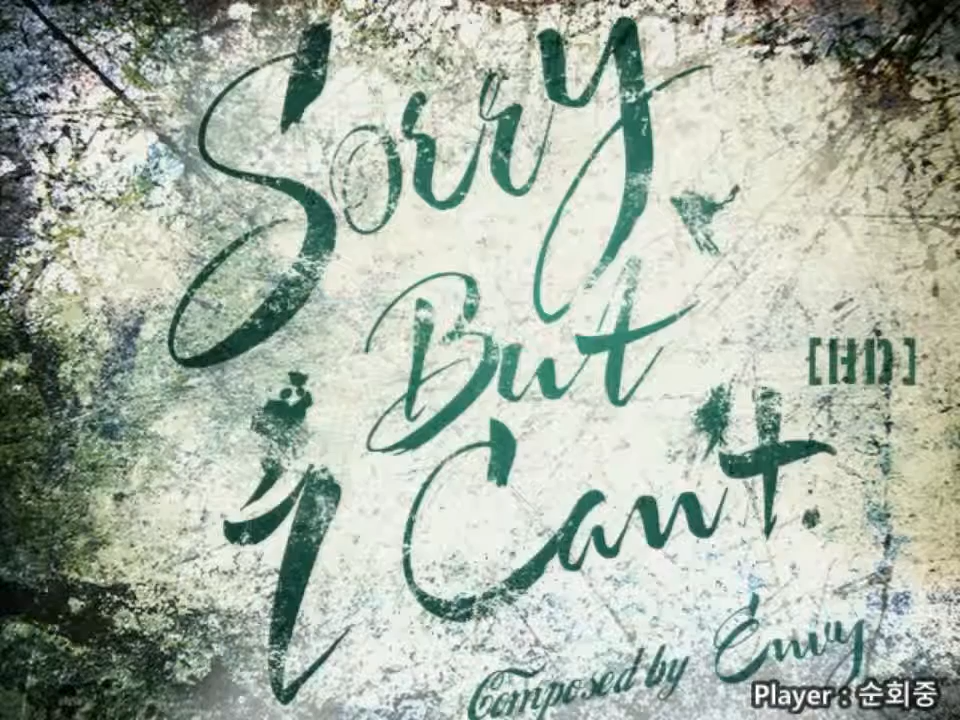 Sorry
But
[HD]
I Can't.
Composed by Envy
Player : 순회중